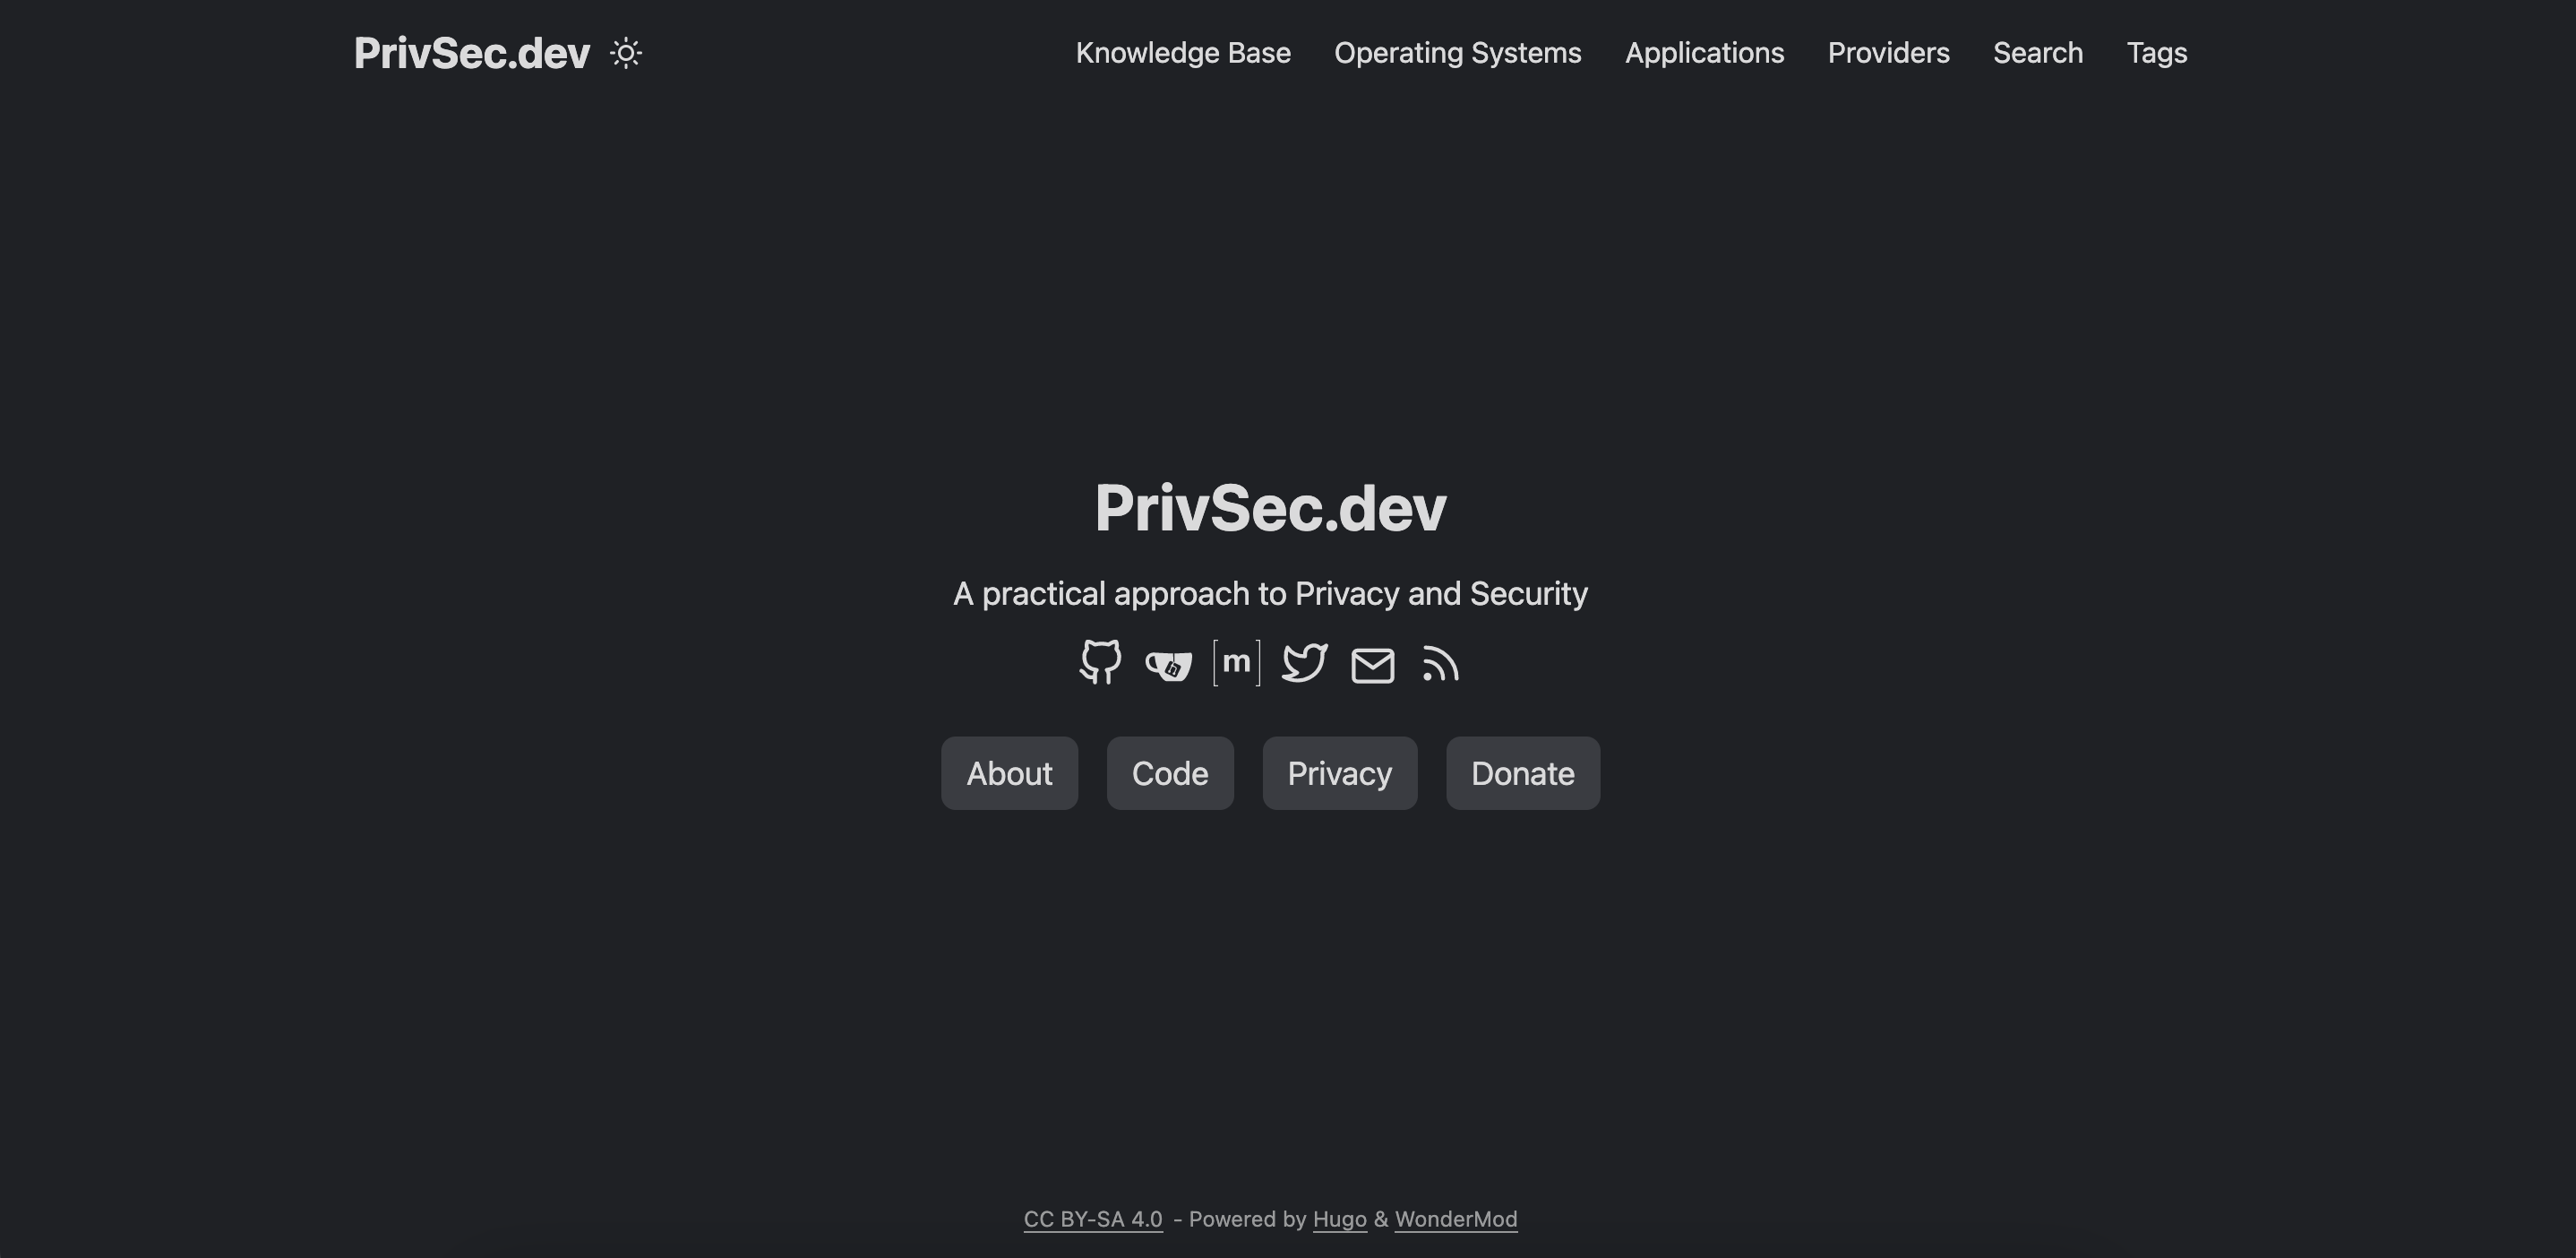 PrivSec.dev
Knowledge Base Operating Systems Applications Providers Search Tags
PrivSec.dev
A practical approach to Privacy and Security
[m]
About Code Privacy Donate
CC BY-SA 4.0 - Powered by Hugo & WonderMod